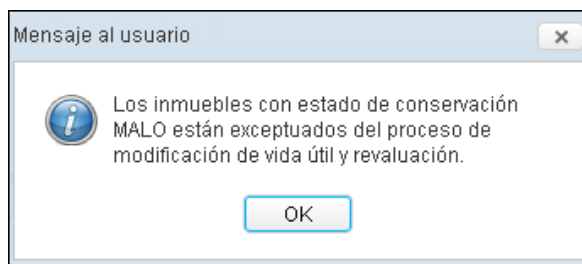 Mensaje al usuario
Los inmuebles con estado de conservación
MALO están exceptuados del proceso de
modificación de vida útil y revaluación.
OK